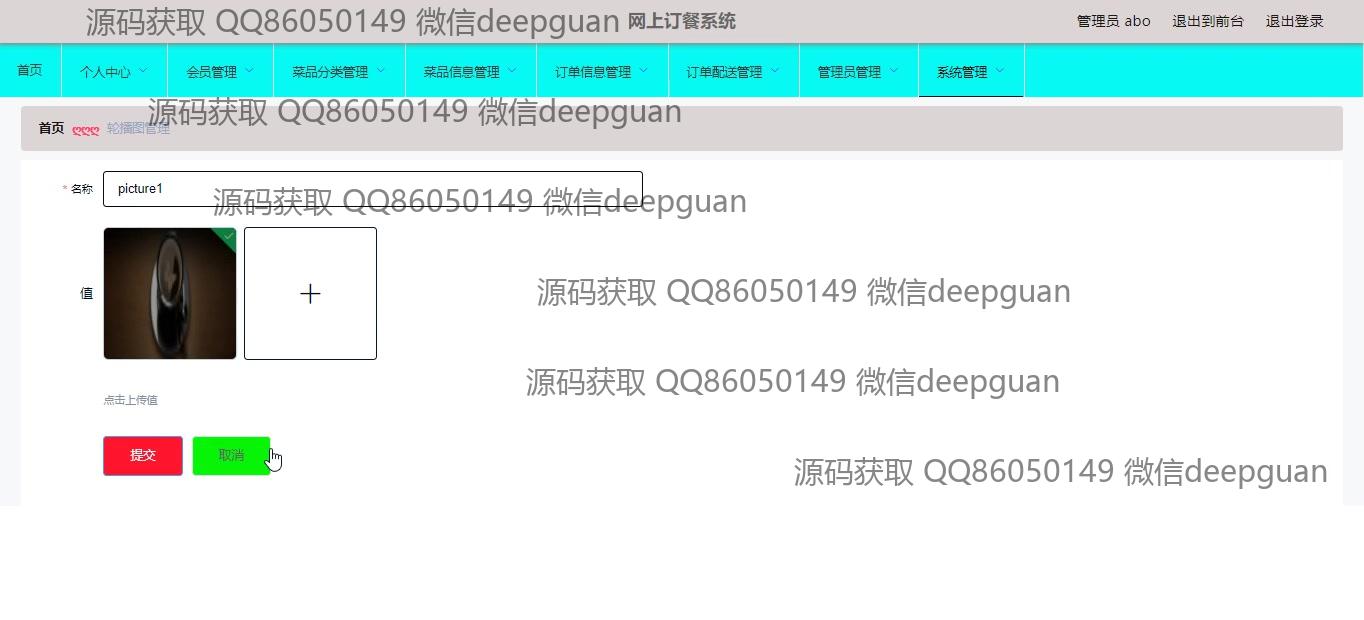 源码获取 QQ86050149 微信deepguan 网上订餐系统 管理员 abo 退出到前台 退出登录
首页 个人中心 会员管理 菜品分类管理 菜品信息管理 订单信息管理 订单配送管理 管理员管理 系统管理
源码获取 QQ86050149 微信deepguan
首页 ღღღ 轮播图管理
* 名称 picture1
源码获取 QQ86050149 微信deepguan
值
源码获取 QQ86050149 微信deepguan
源码获取 QQ86050149 微信deepguan
点击上传值
提交 取消
源码获取 QQ86050149 微信deepguan